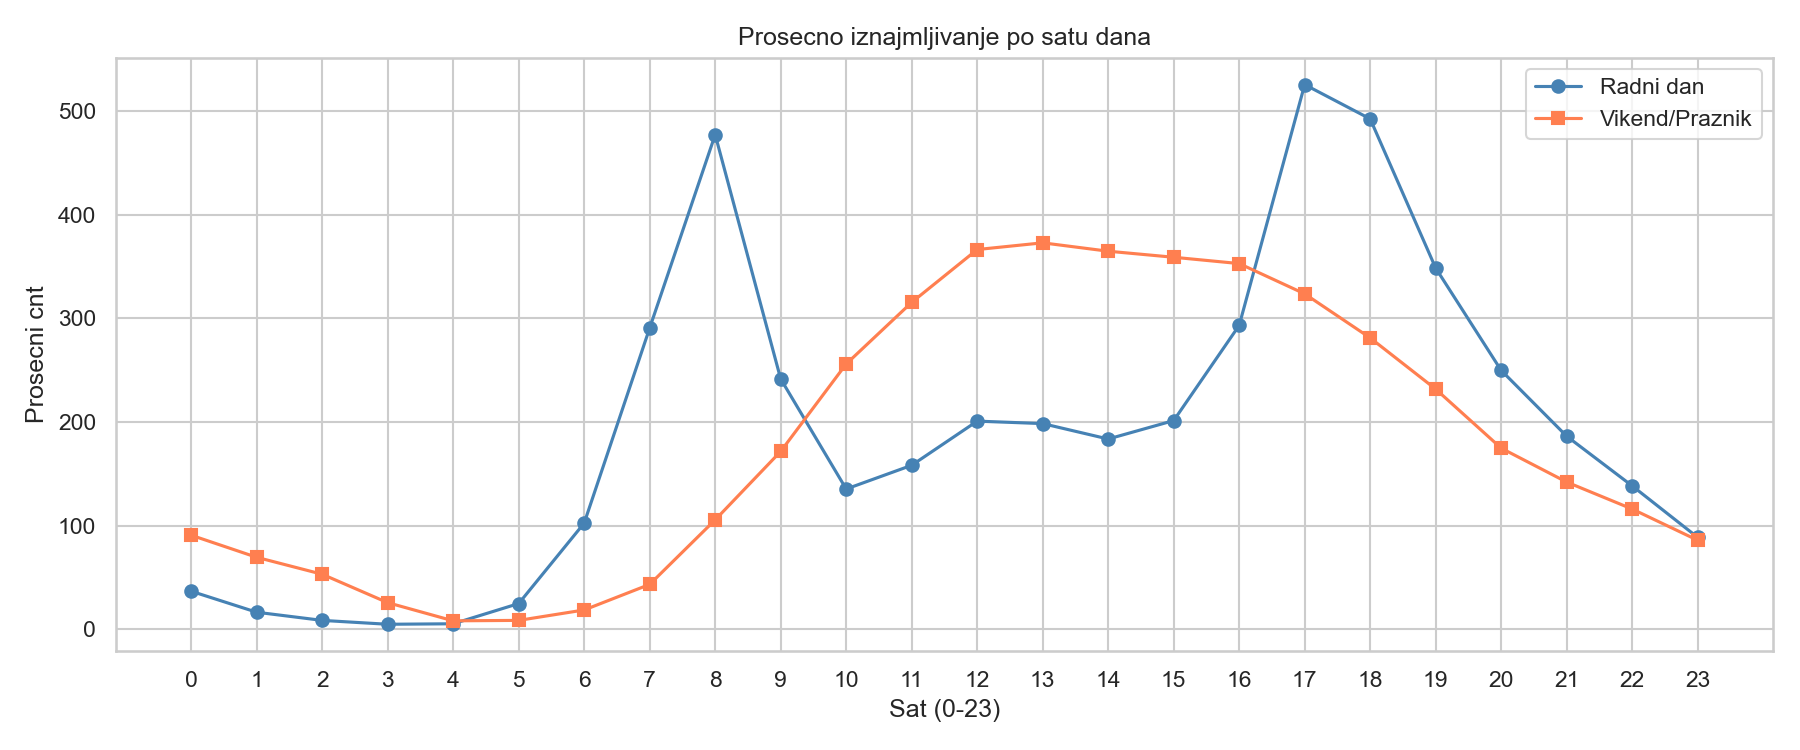 Prosecno iznajmljivanje po satu dana
Radni dan
Vikend/Praznik
500
400
300
200
100
0
Prosecni cnt
0 1 2 3 4 5 6 7 8 9 10 11 12 13 14 15 16 17 18 19 20 21 22 23
Sat (0-23)